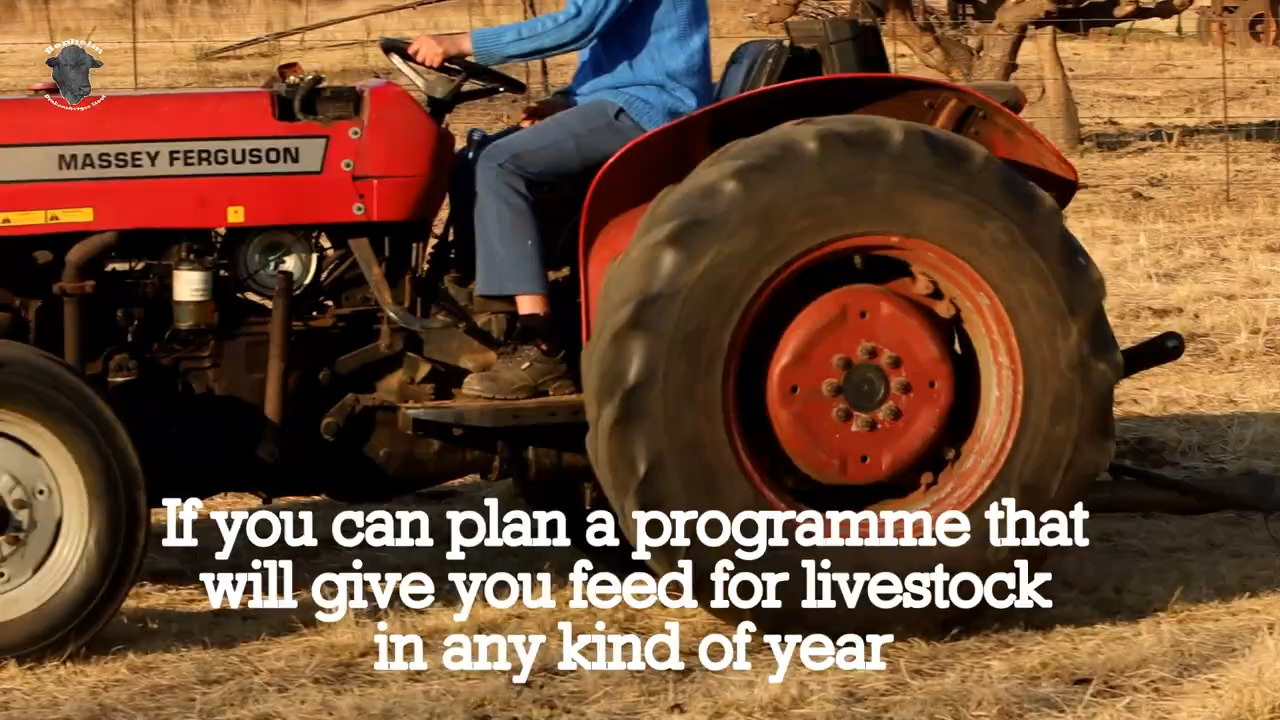 Bonheim
MASSEY FERGUSON
If you can plan a programme that
will give you feed for livestock
in any kind of year